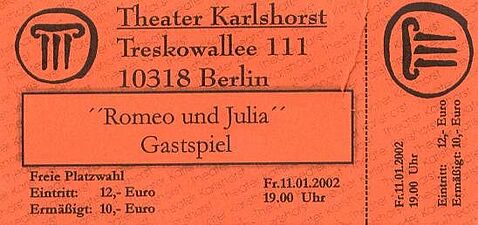 Theater Karlshorst
Treskowallee 111
10318 Berlin
´´Romeo und Julia´´
Gastspiel
Freie Platzwahl
Eintritt: 12,- Euro
Ermäßigt: 10,- Euro
Fr.11.01.2002
19.00 Uhr
Fr.11.01.2002
19.00 Uhr
Eintritt: 12,- Euro
Ermäßigt: 10,- Euro